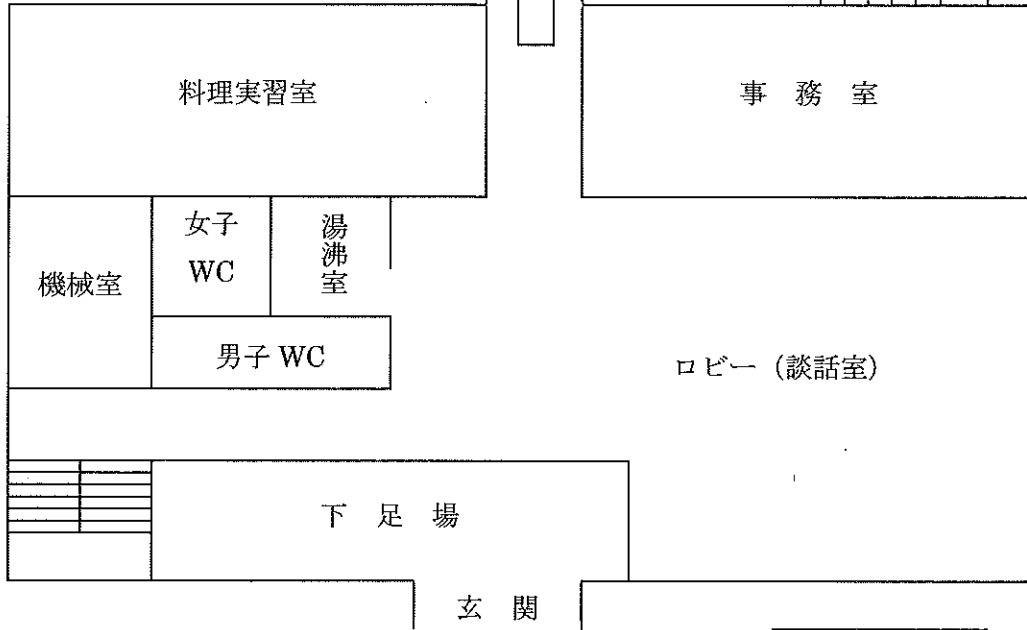 料理実習室
事 務 室
女子
WC
湯沸室
機械室
男子 WC
ロビー（談話室）
下 足 場
玄 関